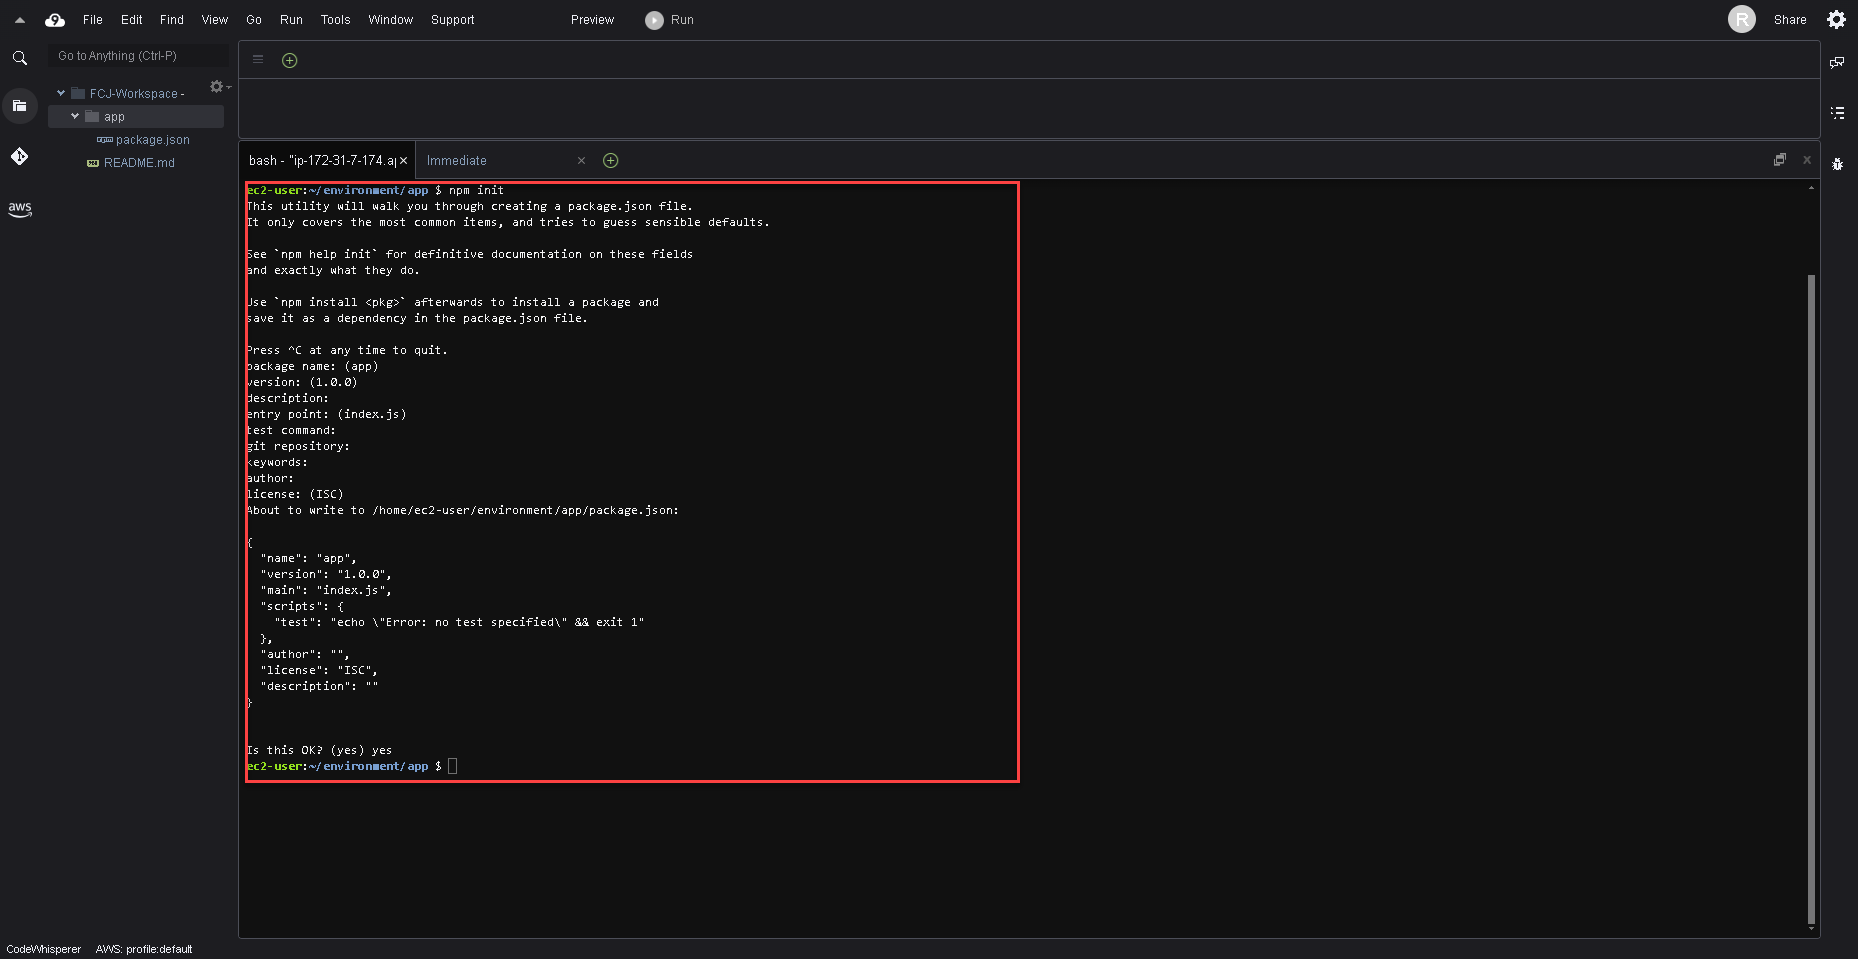 File Edit Find View Go Run Tools Window Support Preview Run R Share
Go to Anything (Ctrl-P)
FCJ-Workspace -
app
package.json
README.md
aws
bash - "ip-172-31-7-174.ap
Immediate
ec2-user:~/environment/app $ npm init
This utility will walk you through creating a package.json file.
It only covers the most common items, and tries to guess sensible defaults.
See `npm help init` for definitive documentation on these fields
and exactly what they do.
Use `npm install <pkg>` afterwards to install a package and
save it as a dependency in the package.json file.
Press ^C at any time to quit.
package name: (app)
version: (1.0.0)
description:
entry point: (index.js)
test command:
git repository:
keywords:
author:
license: (ISC)
About to write to /home/ec2-user/environment/app/package.json:
{
"name": "app",
"version": "1.0.0",
"main": "index.js",
"scripts": {
"test": "echo \"Error: no test specified\" && exit 1"
},
"author": "",
"license": "ISC",
"description": ""
}
Is this OK? (yes) yes
ec2-user:~/environment/app $
CodeWhisperer AWS: profile:default